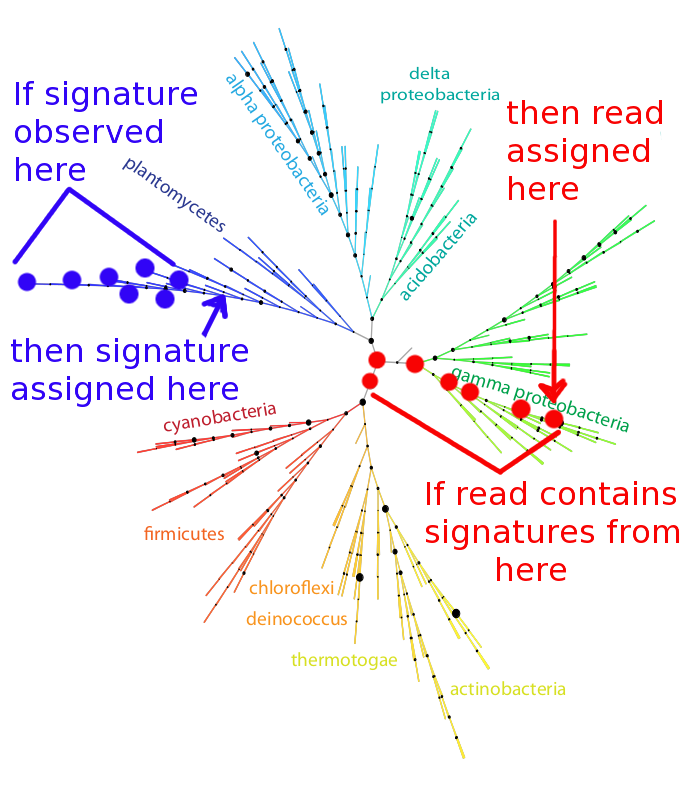 If signature
observed
here
plantomycetes
alpha proteobacteria
delta
proteobacteria
acidobacteria
then read
assigned
here
then signature
assigned here
gamma proteobacteria
cyanobacteria
If read contains
signatures from
here
firmicutes
chloroflexi
deinococcus
thermotogae
actinobacteria